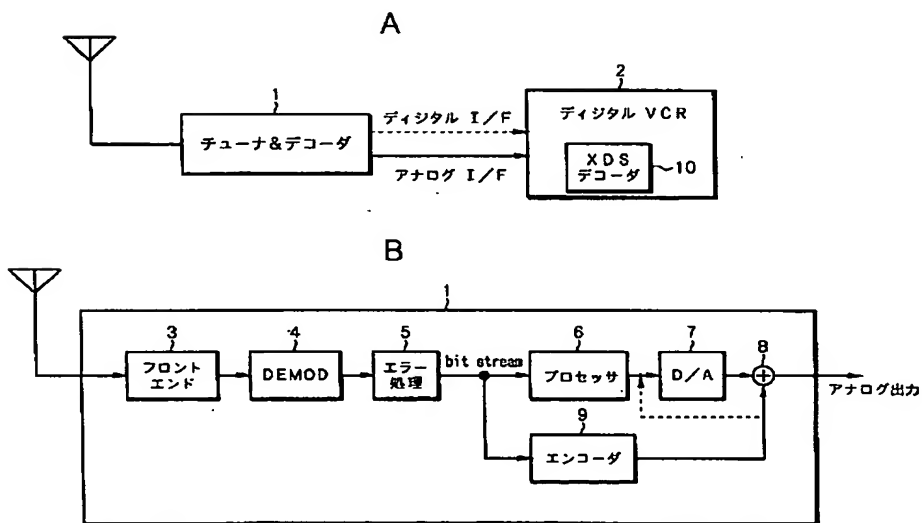 A
1
チューナ&デコーダ
ディジタル I/F
アナログ I/F
2
ディジタル VCR
XDS
デコーダ
10
B
1
3
フロント
エンド
4
DEMOD
5
エラー
処理
bit stream
6
プロセッサ
7
D/A
8
アナログ出力
9
エンコーダ